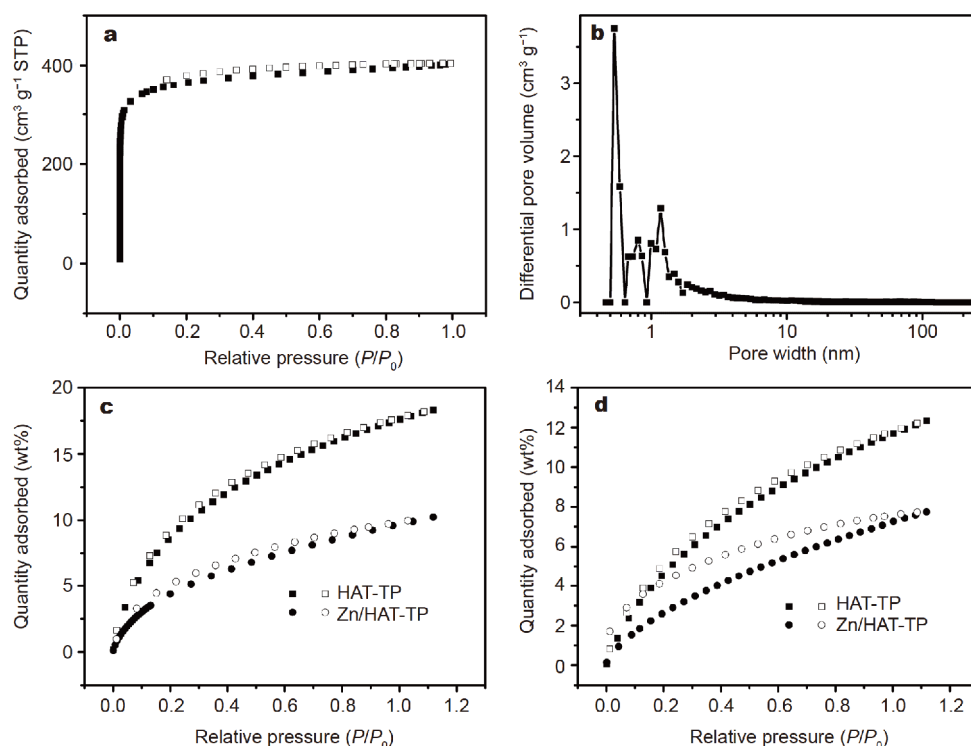 a
Quantity adsorbed (cm³ g⁻¹ STP)
400
200
0
0.0 0.2 0.4 0.6 0.8 1.0
Relative pressure (P/P₀)
b
Differential pore volume (cm³ g⁻¹)
3
2
1
0
1 10 100
Pore width (nm)
c
Quantity adsorbed (wt%)
20
15
10
5
0
HAT-TP
Zn/HAT-TP
0.0 0.2 0.4 0.6 0.8 1.0 1.2
Relative pressure (P/P₀)
d
Quantity adsorbed (wt%)
14
12
10
8
6
4
2
0
HAT-TP
Zn/HAT-TP
0.0 0.2 0.4 0.6 0.8 1.0 1.2
Relative pressure (P/P₀)